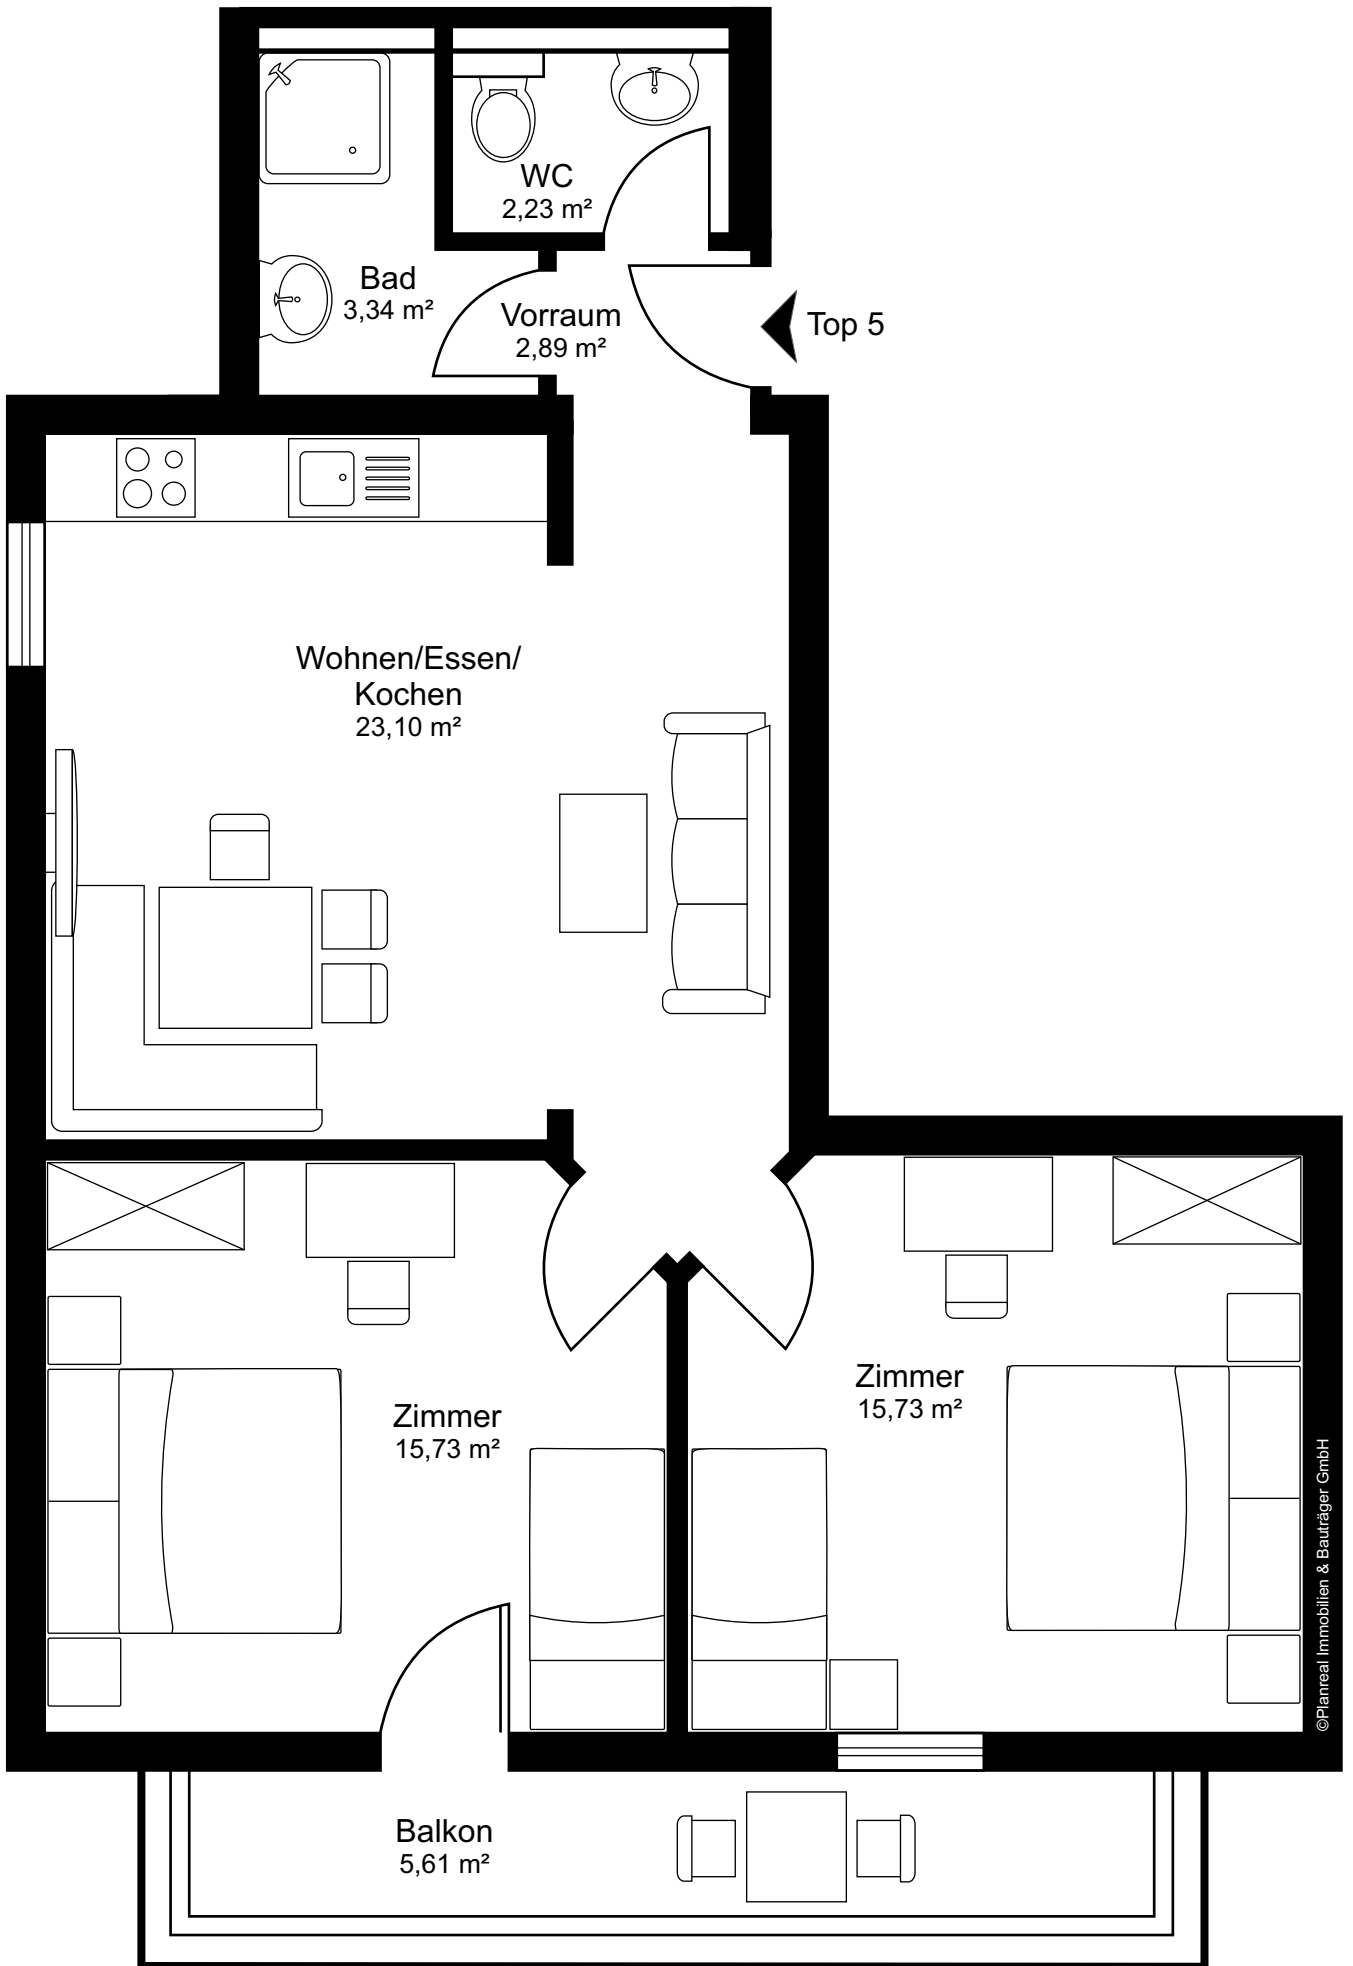 WC
2,23 m²
Bad
3,34 m²
Vorraum
2,89 m²
Top 5
Wohnen/Essen/
Kochen
23,10 m²
Zimmer
15,73 m²
Zimmer
15,73 m²
©Planreal Immobilien & Bauträger GmbH
Balkon
5,61 m²